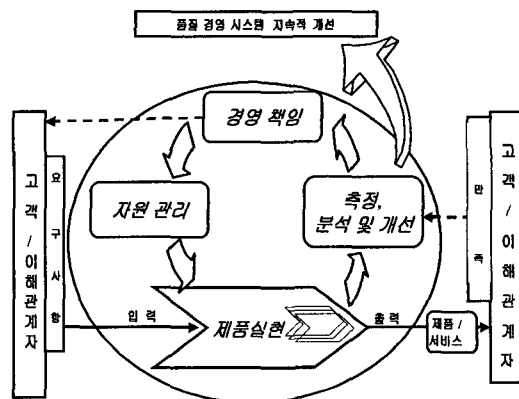 품질 경영 시스템 지속적 개선
경영 책임
자원 관리
측정,
분석 및 개선
고객/이해관계자
요구사항
입력
제품실현
출력
제품/
서비스
만족
고객/이해관계자